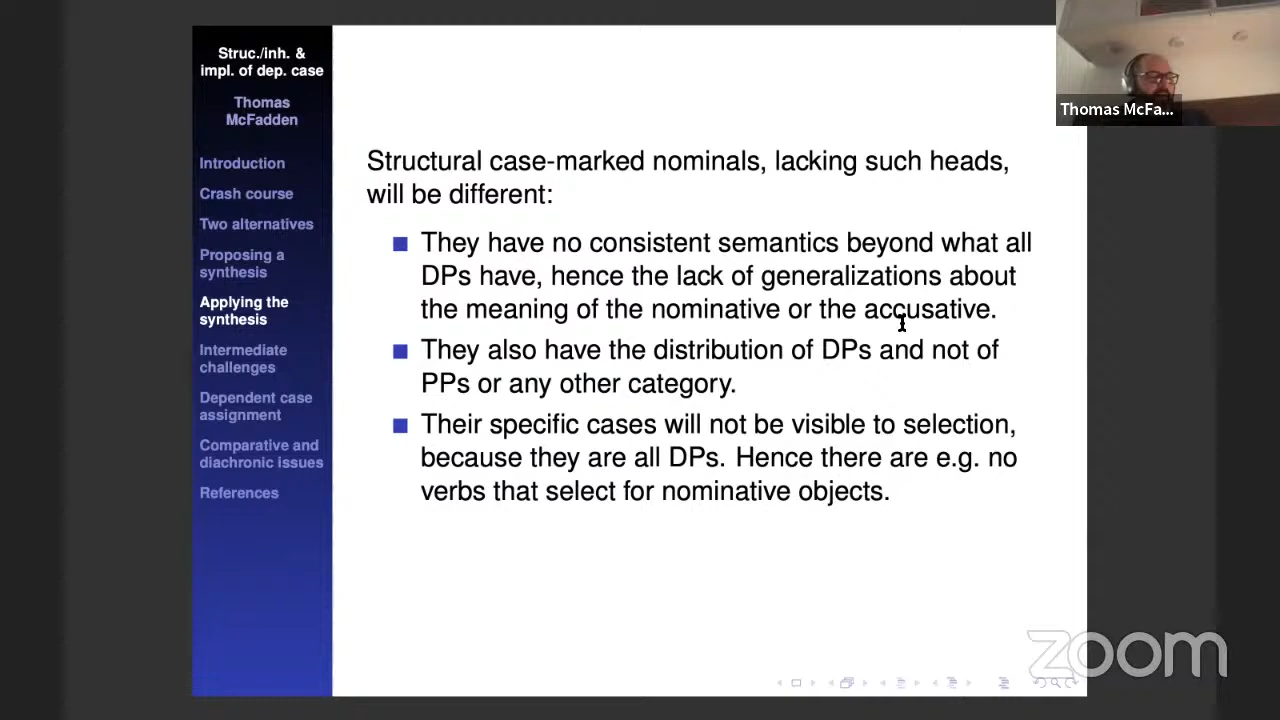 Struc./inh. &
impl. of dep. case
Thomas
McFadden
Introduction
Crash course
Two alternatives
Proposing a
synthesis
Applying the
synthesis
Intermediate
challenges
Dependent case
assignment
Comparative and
diachronic issues
References
Structural case-marked nominals, lacking such heads,
will be different:
They have no consistent semantics beyond what all
DPs have, hence the lack of generalizations about
the meaning of the nominative or the accusative.
They also have the distribution of DPs and not of
PPs or any other category.
Their specific cases will not be visible to selection,
because they are all DPs. Hence there are e.g. no
verbs that select for nominative objects.
Thomas McFa...
zoom